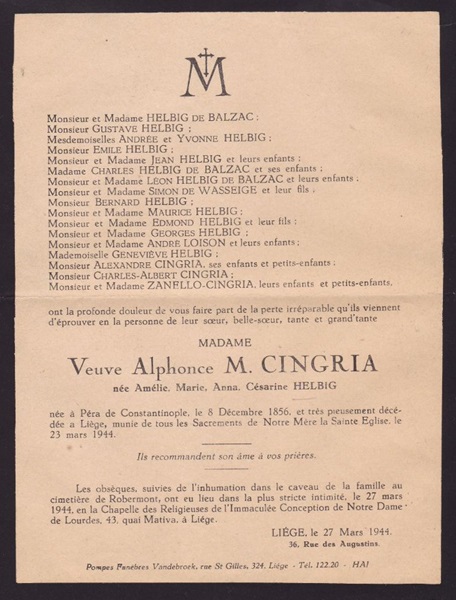 M
Monsieur et Madame HELBIG DE BALZAC ;
Monsieur GUSTAVE HELBIG ;
Mesdemoiselles ANDRÉE et YVONNE HELBIG ;
Monsieur EMILE HELBIG ;
Monsieur et Madame JEAN HELBIG et leurs enfants ;
Madame CHARLES HELBIG DE BALZAC et ses enfants ;
Monsieur et Madame LÉON HELBIG DE BALZAC et leurs enfants ;
Monsieur et Madame SIMON DE WASSEIGE et leur fils ;
Monsieur BERNARD HELBIG ;
Monsieur et Madame MAURICE HELBIG ;
Monsieur et Madame EDMOND HELBIG et leur fils ;
Monsieur et Madame GEORGES HELBIG ;
Monsieur et Madame ANDRÉ LOISON et leurs enfants ;
Mademoiselle GENEVIÈVE HELBIG ;
Monsieur ALEXANDRE CINGRIA, ses enfants et petits-enfants ;
Monsieur CHARLES-ALBERT CINGRIA ;
Monsieur et Madame ZANELLO-CINGRIA, leurs enfants et petits-enfants,
ont la profonde douleur de vous faire part de la perte irréparable qu'ils viennent
d'éprouver en la personne de leur sœur, belle-sœur, tante et grand'tante
MADAME
Veuve Alphonce M. CINGRIA
née Amélie, Marie, Anna, Césarine HELBIG
née à Péra de Constantinople, le 8 Décembre 1856, et très pieusement décé-
dée a Liège, munie de tous les Sacrements de Notre Mère la Sainte Eglise, le
23 mars 1944.
Ils recommandent son âme à vos prières.
Les obsèques, suivies de l'inhumation dans le caveau de la famille au
cimetière de Robermont, ont eu lieu dans la plus stricte intimité, le 27 mars
1944, en la Chapelle des Religieuses de l'Immaculée Conception de Notre Dame
de Lourdes, 43, quai Mativa, à Liège.
LIÈGE, le 27 Mars 1944.
36, Rue des Augustins.
Pompes Funèbres Vandebroek, rue St Gilles, 324, Liége - Tél. 122.20 - HAI